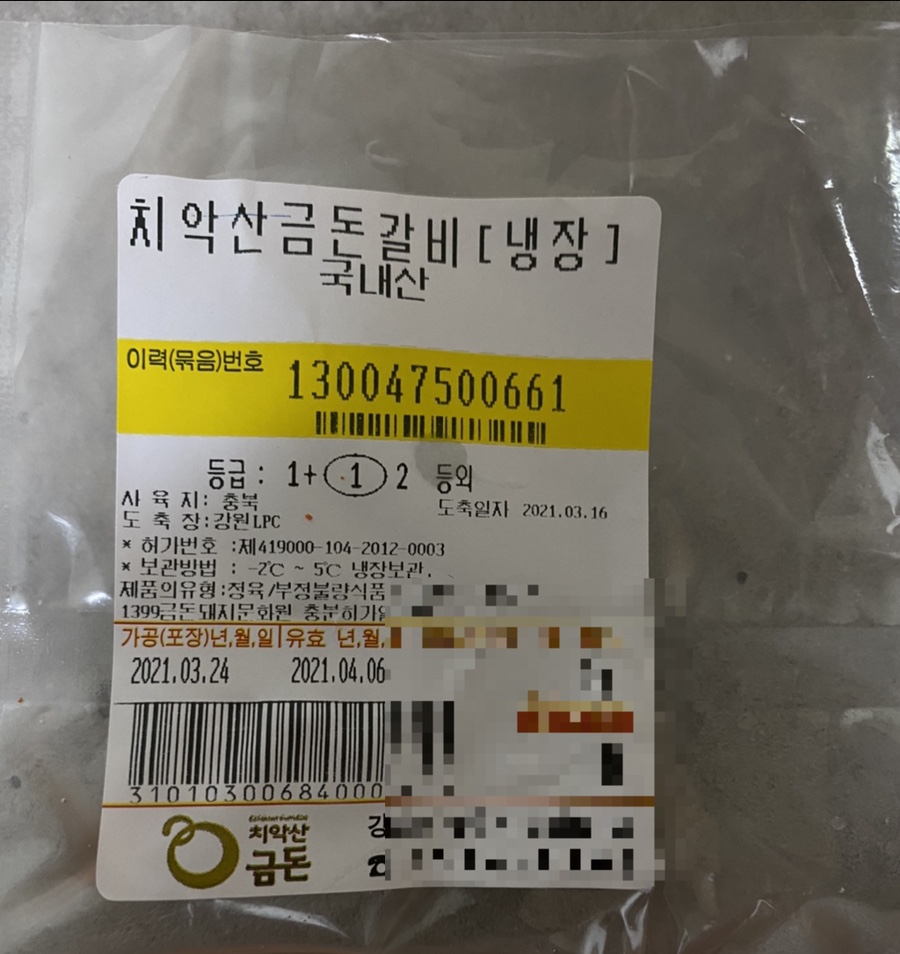 치악산금돈갈비[냉장]
국내산
이력(묶음)번호 130047500661
등급: 1+ 1 2 등외
사 육 지: 충북
도축일자 2021.03.16
도 축 장:강원LPC
* 허가번호 :제419000-104-2012-0003
* 보관방법 : -2℃ ~ 5℃ 냉장보관.
제품의유형:정육/부정불량식품
1399금돈돼지문화원 충분히가
가공(포장)년,월,일|유효 년,월,
2021.03.24 2021.04.06
31010300684000
치악산
금돈
강